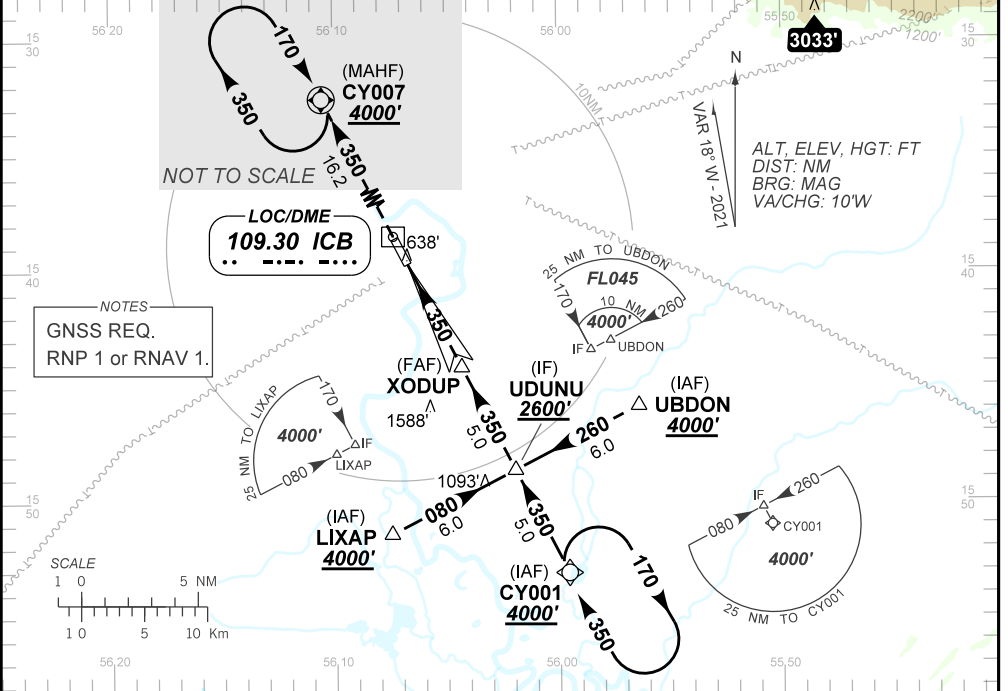 56 20
56 10
56 00
55 50
15
30
15
30
2200'
1200'
3033'
170
350
(MAHF)
CY007
4000'
350
16.2
NOT TO SCALE
10NM
N
VAR 18° W - 2021
ALT, ELEV, HGT: FT
DIST: NM
BRG: MAG
VA/CHG: 10'W
LOC/DME
109.30 ICB
638'
15
40
15
40
25 NM TO UBDON
FL045
170
10 NM
260
4000'
IF
UBDON
NOTES
GNSS REQ.
RNP 1 or RNAV 1.
350
(FAF)
XODUP
1588'
(IF)
UDUNU
2600'
(IAF)
UBDON
4000'
25 NM TO LIXAP
170
4000'
IF
LIXAP
080
350
5.0
260
6.0
1093'
080
6.0
(IAF)
LIXAP
4000'
350
5.0
15
50
15
50
IF
260
080
CY001
4000'
25 NM TO CY001
(IAF)
CY001
4000'
170
350
SCALE
1 0 5 NM
1 0 5 10 Km
56 20
56 10
56 00
55 50